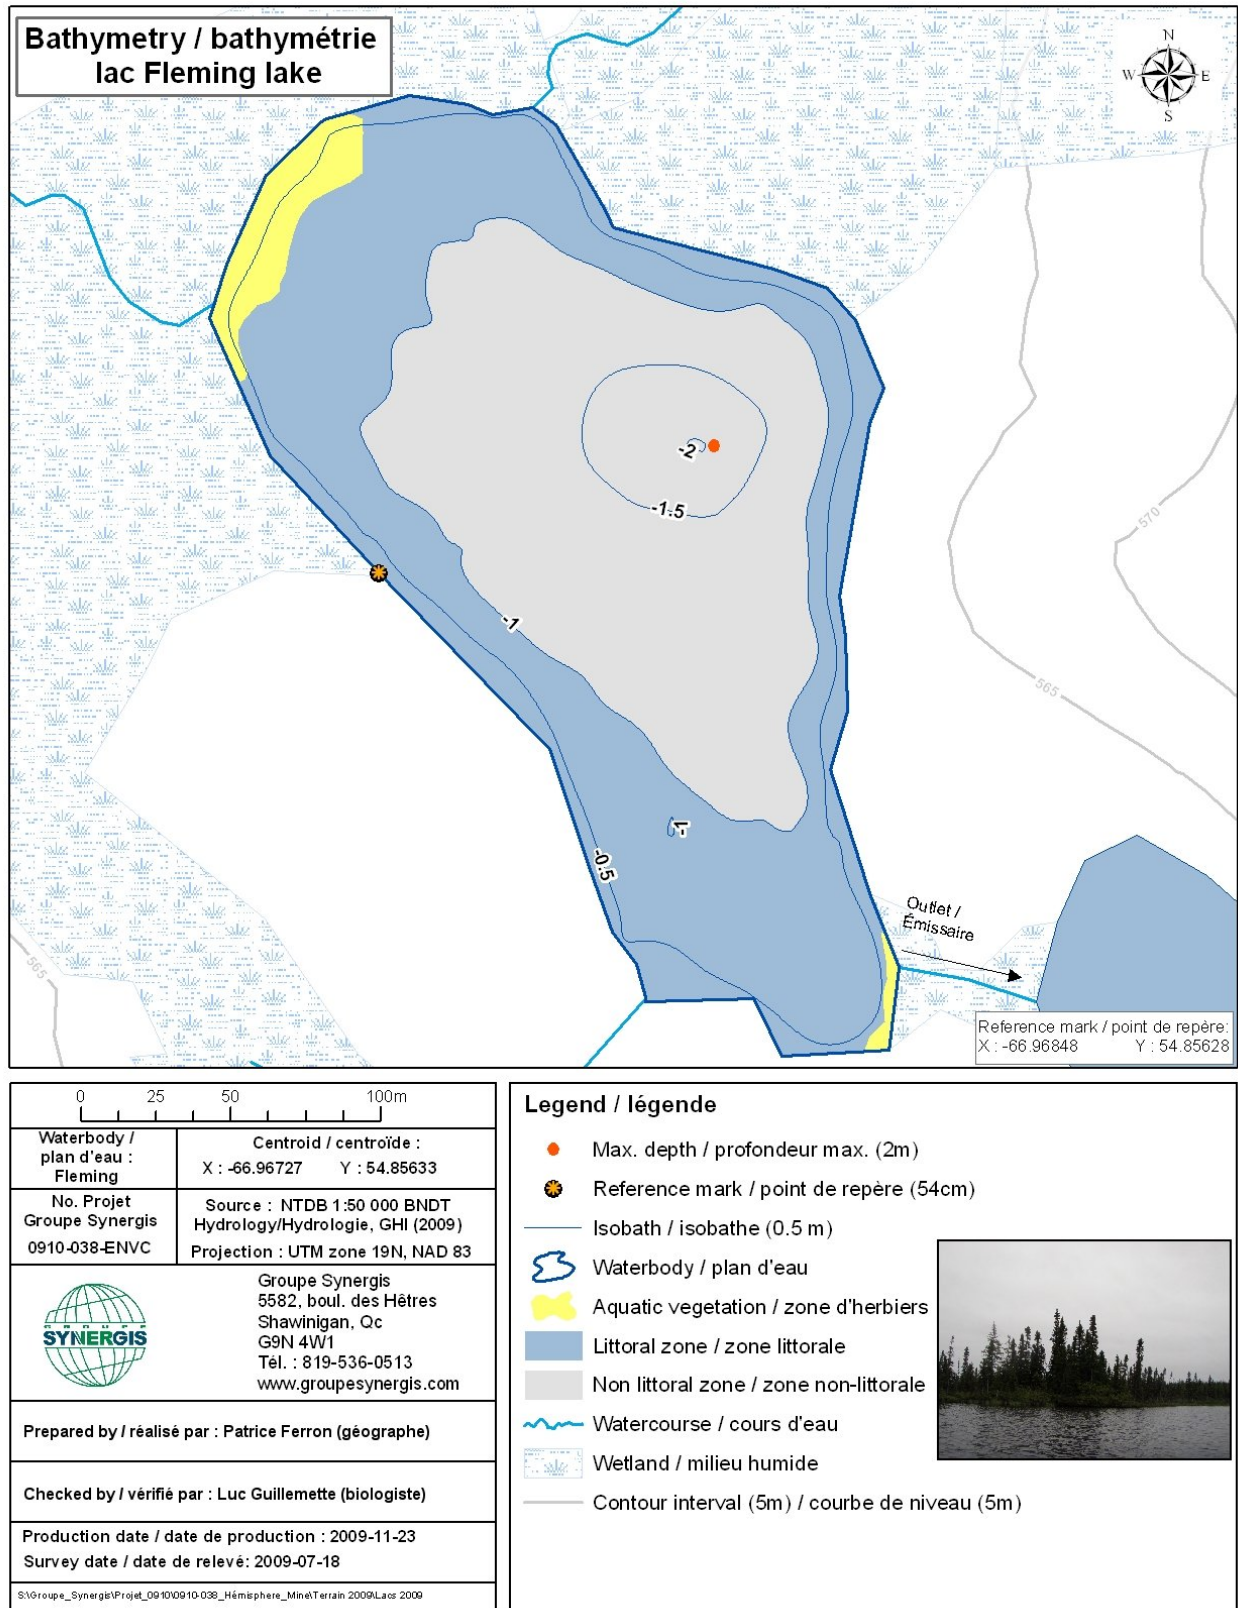 Bathymetry / bathymétrie
lac Fleming lake
N
W E
S
-2
-1.5
570
-1
565
-1
-0.5
Outlet /
Émissaire
565
Reference mark / point de repère:
X : -66.96848 Y : 54.85628
0 25 50 100m
Waterbody /
plan d'eau :
Fleming
Centroid / centroïde :
X : -66.96727 Y : 54.85633
No. Projet
Groupe Synergis
0910-038-ENVC
Source : NTDB 1:50 000 BNDT
Hydrology/Hydrologie, GHI (2009)
Projection : UTM zone 19N, NAD 83
GROUPE
SYNERGIS
Groupe Synergis
5582, boul. des Hêtres
Shawinigan, Qc
G9N 4W1
Tél. : 819-536-0513
www.groupesynergis.com
Prepared by / réalisé par : Patrice Ferron (géographe)
Checked by / vérifié par : Luc Guillemette (biologiste)
Production date / date de production : 2009-11-23
Survey date / date de relevé: 2009-07-18
S:\Groupe_Synergis\Projet_0910\0910-038_Hémisphere_Mine\Terrain 2009\Lacs 2009
Legend / légende
Max. depth / profondeur max. (2m)
Reference mark / point de repère (54cm)
Isobath / isobathe (0.5 m)
Waterbody / plan d'eau
Aquatic vegetation / zone d'herbiers
Littoral zone / zone littorale
Non littoral zone / zone non-littorale
Watercourse / cours d'eau
Wetland / milieu humide
Contour interval (5m) / courbe de niveau (5m)